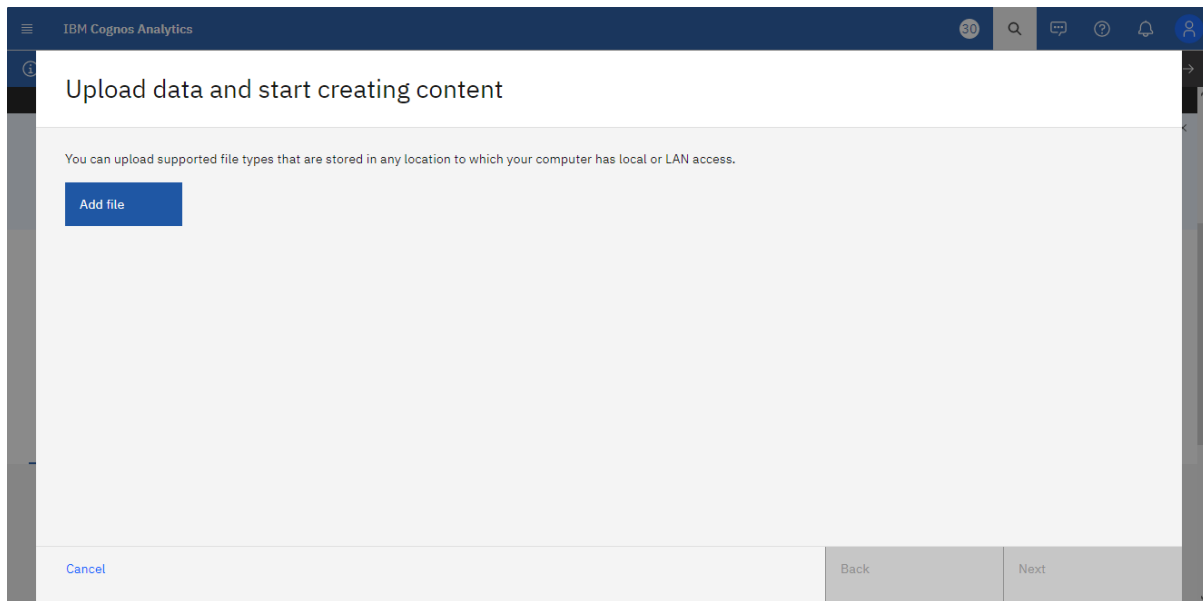 IBM Cognos Analytics
30
Upload data and start creating content
You can upload supported file types that are stored in any location to which your computer has local or LAN access.
Add file
Cancel
Back
Next